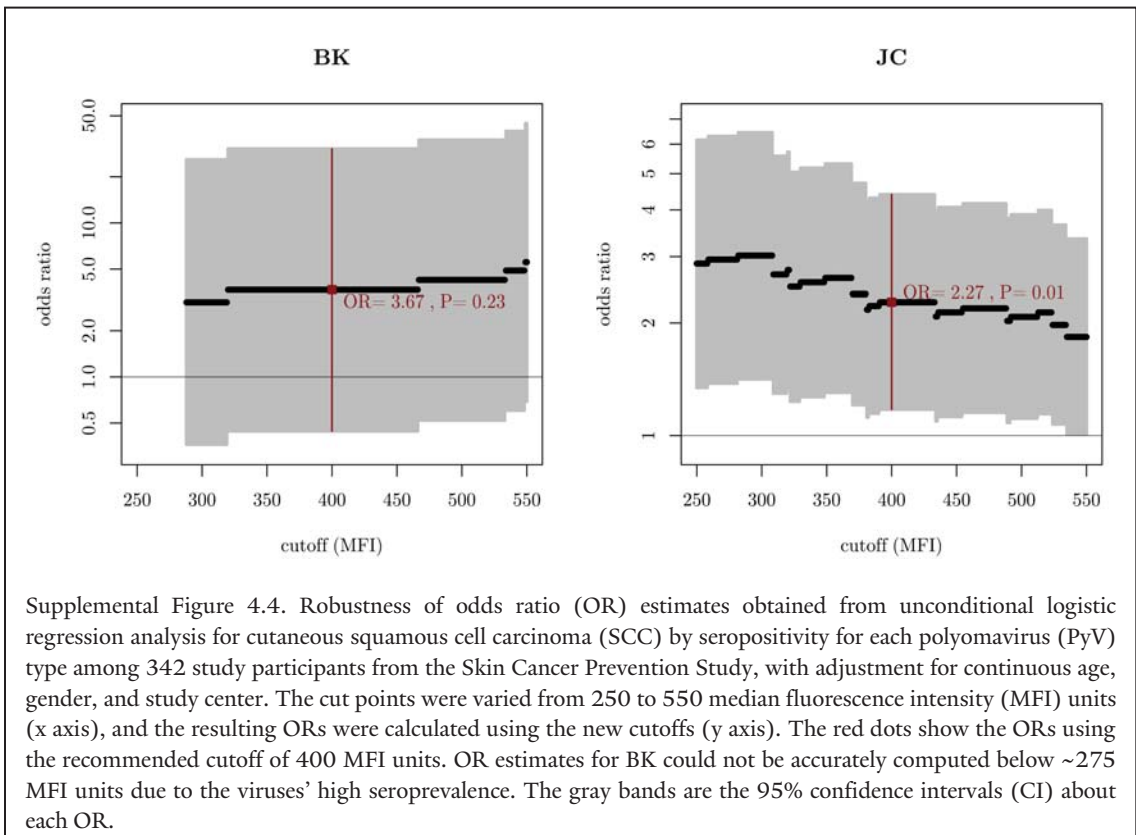 BK
JC
odds ratio
50.0
10.0
5.0
2.0
1.0
0.5
OR= 3.67 , P= 0.23
250 300 350 400 450 500 550
cutoff (MFI)
odds ratio
6
5
4
3
2
1
OR= 2.27 , P= 0.01
250 300 350 400 450 500 550
cutoff (MFI)
Supplemental Figure 4.4. Robustness of odds ratio (OR) estimates obtained from unconditional logistic
regression analysis for cutaneous squamous cell carcinoma (SCC) by seropositivity for each polyomavirus (PyV)
type among 342 study participants from the Skin Cancer Prevention Study, with adjustment for continuous age,
gender, and study center. The cut points were varied from 250 to 550 median fluorescence intensity (MFI) units
(x axis), and the resulting ORs were calculated using the new cutoffs (y axis). The red dots show the ORs using
the recommended cutoff of 400 MFI units. OR estimates for BK could not be accurately computed below ~275
MFI units due to the viruses’ high seroprevalence. The gray bands are the 95% confidence intervals (CI) about
each OR.